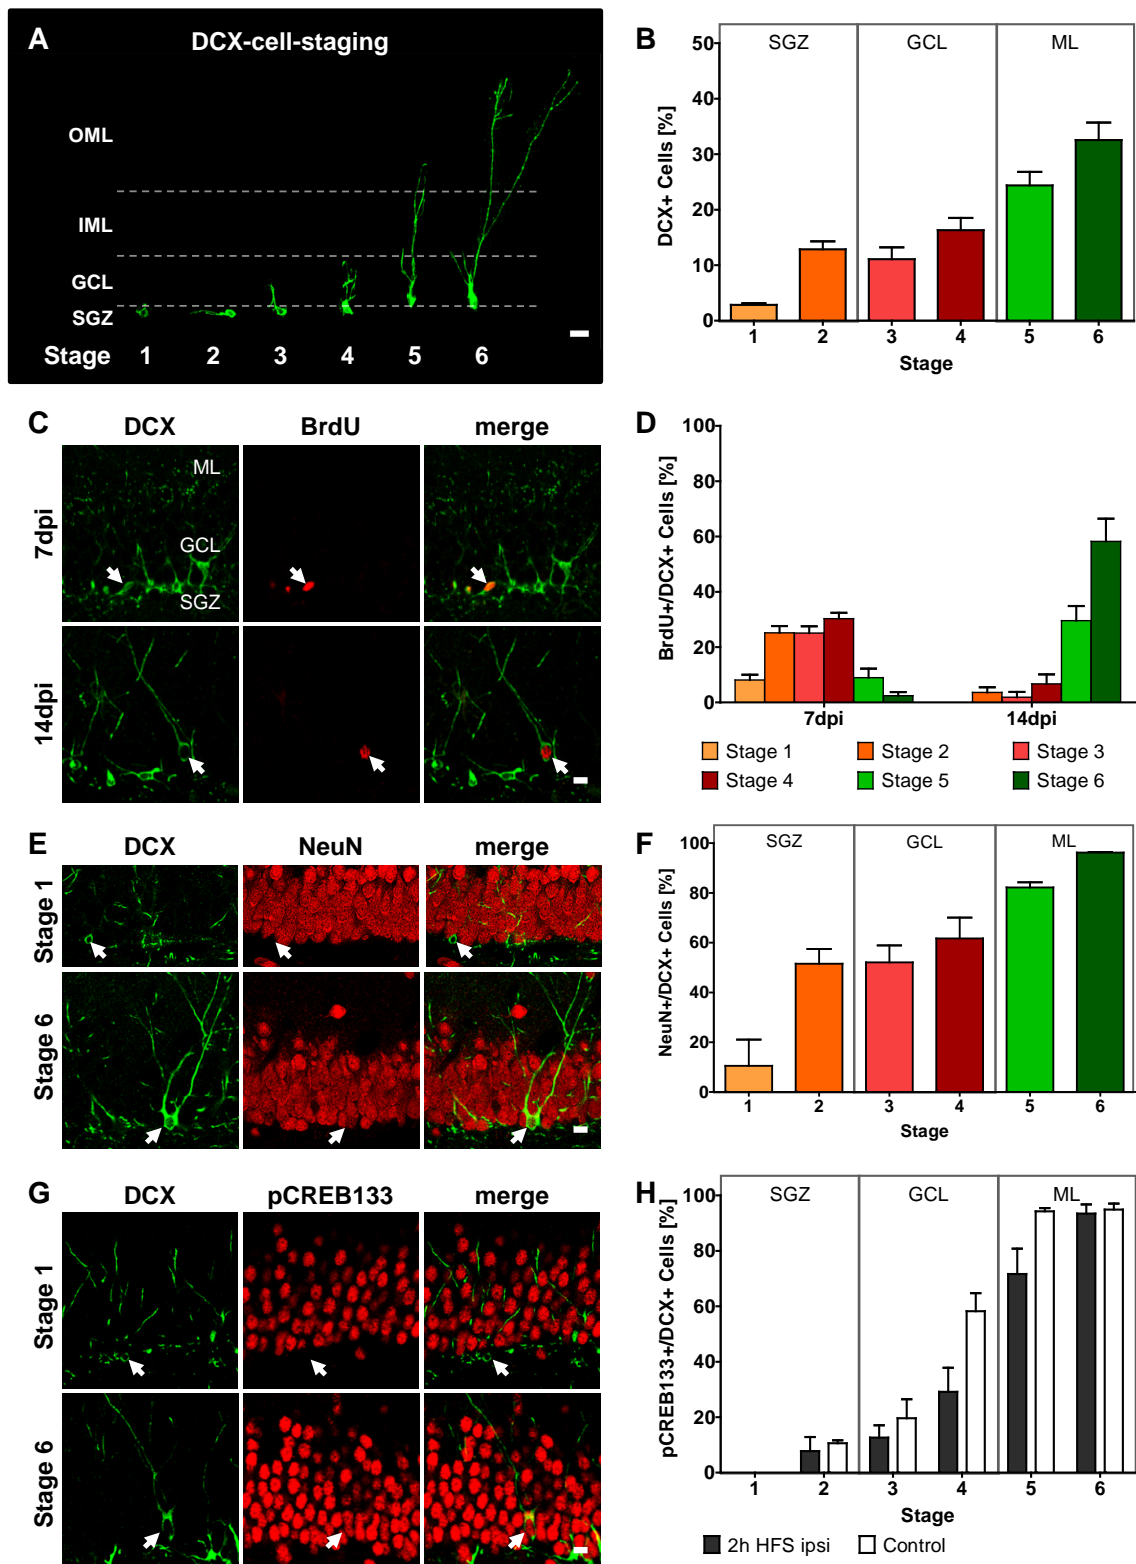 A
DCX-cell-staging
OML
IML
GCL
SGZ
Stage 1 2 3 4 5 6
B
SGZ GCL ML
DCX+ Cells [%]
50
40
30
20
10
0
1 2 3 4 5 6
Stage
C
DCX BrdU merge
7dpi
ML
GCL
SGZ
14dpi
D
BrdU+/DCX+ Cells [%]
100
80
60
40
20
0
7dpi 14dpi
Stage 1 Stage 2 Stage 3
Stage 4 Stage 5 Stage 6
E
DCX NeuN merge
Stage 1
Stage 6
F
SGZ GCL ML
NeuN+/DCX+ Cells [%]
100
80
60
40
20
0
1 2 3 4 5 6
Stage
G
DCX pCREB133 merge
Stage 1
Stage 6
H
SGZ GCL ML
pCREB133+/DCX+ Cells [%]
100
80
60
40
20
0
1 2 3 4 5 6
Stage
2h HFS ipsi Control